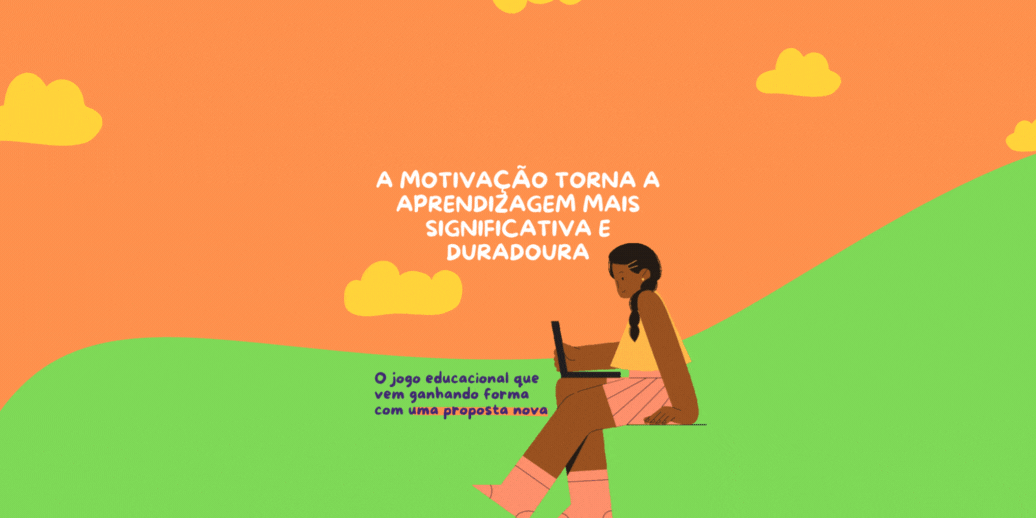 A MOTIVAÇÃO TORNA A
APRENDIZAGEM MAIS
SIGNIFICATIVA E
DURADOURA
O jogo educacional que
vem ganhando forma
com uma proposta nova